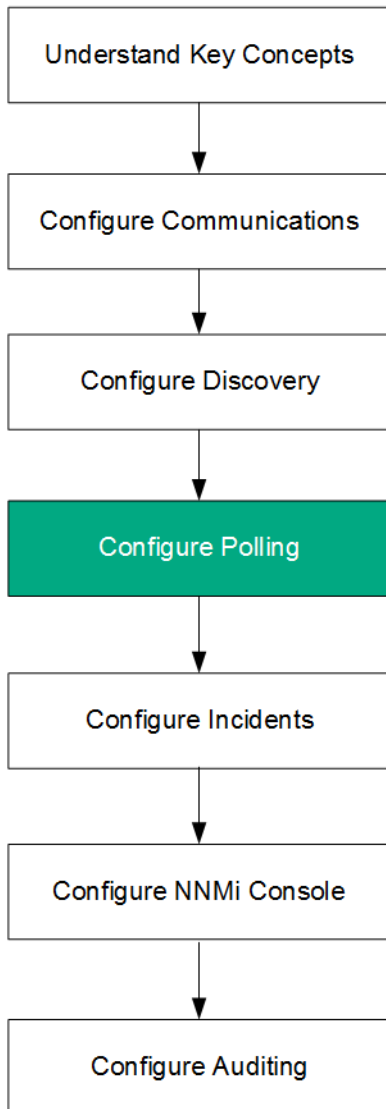 Understand Key Concepts
Configure Communications
Configure Discovery
Configure Polling
Configure Incidents
Configure NNMi Console
Configure Auditing